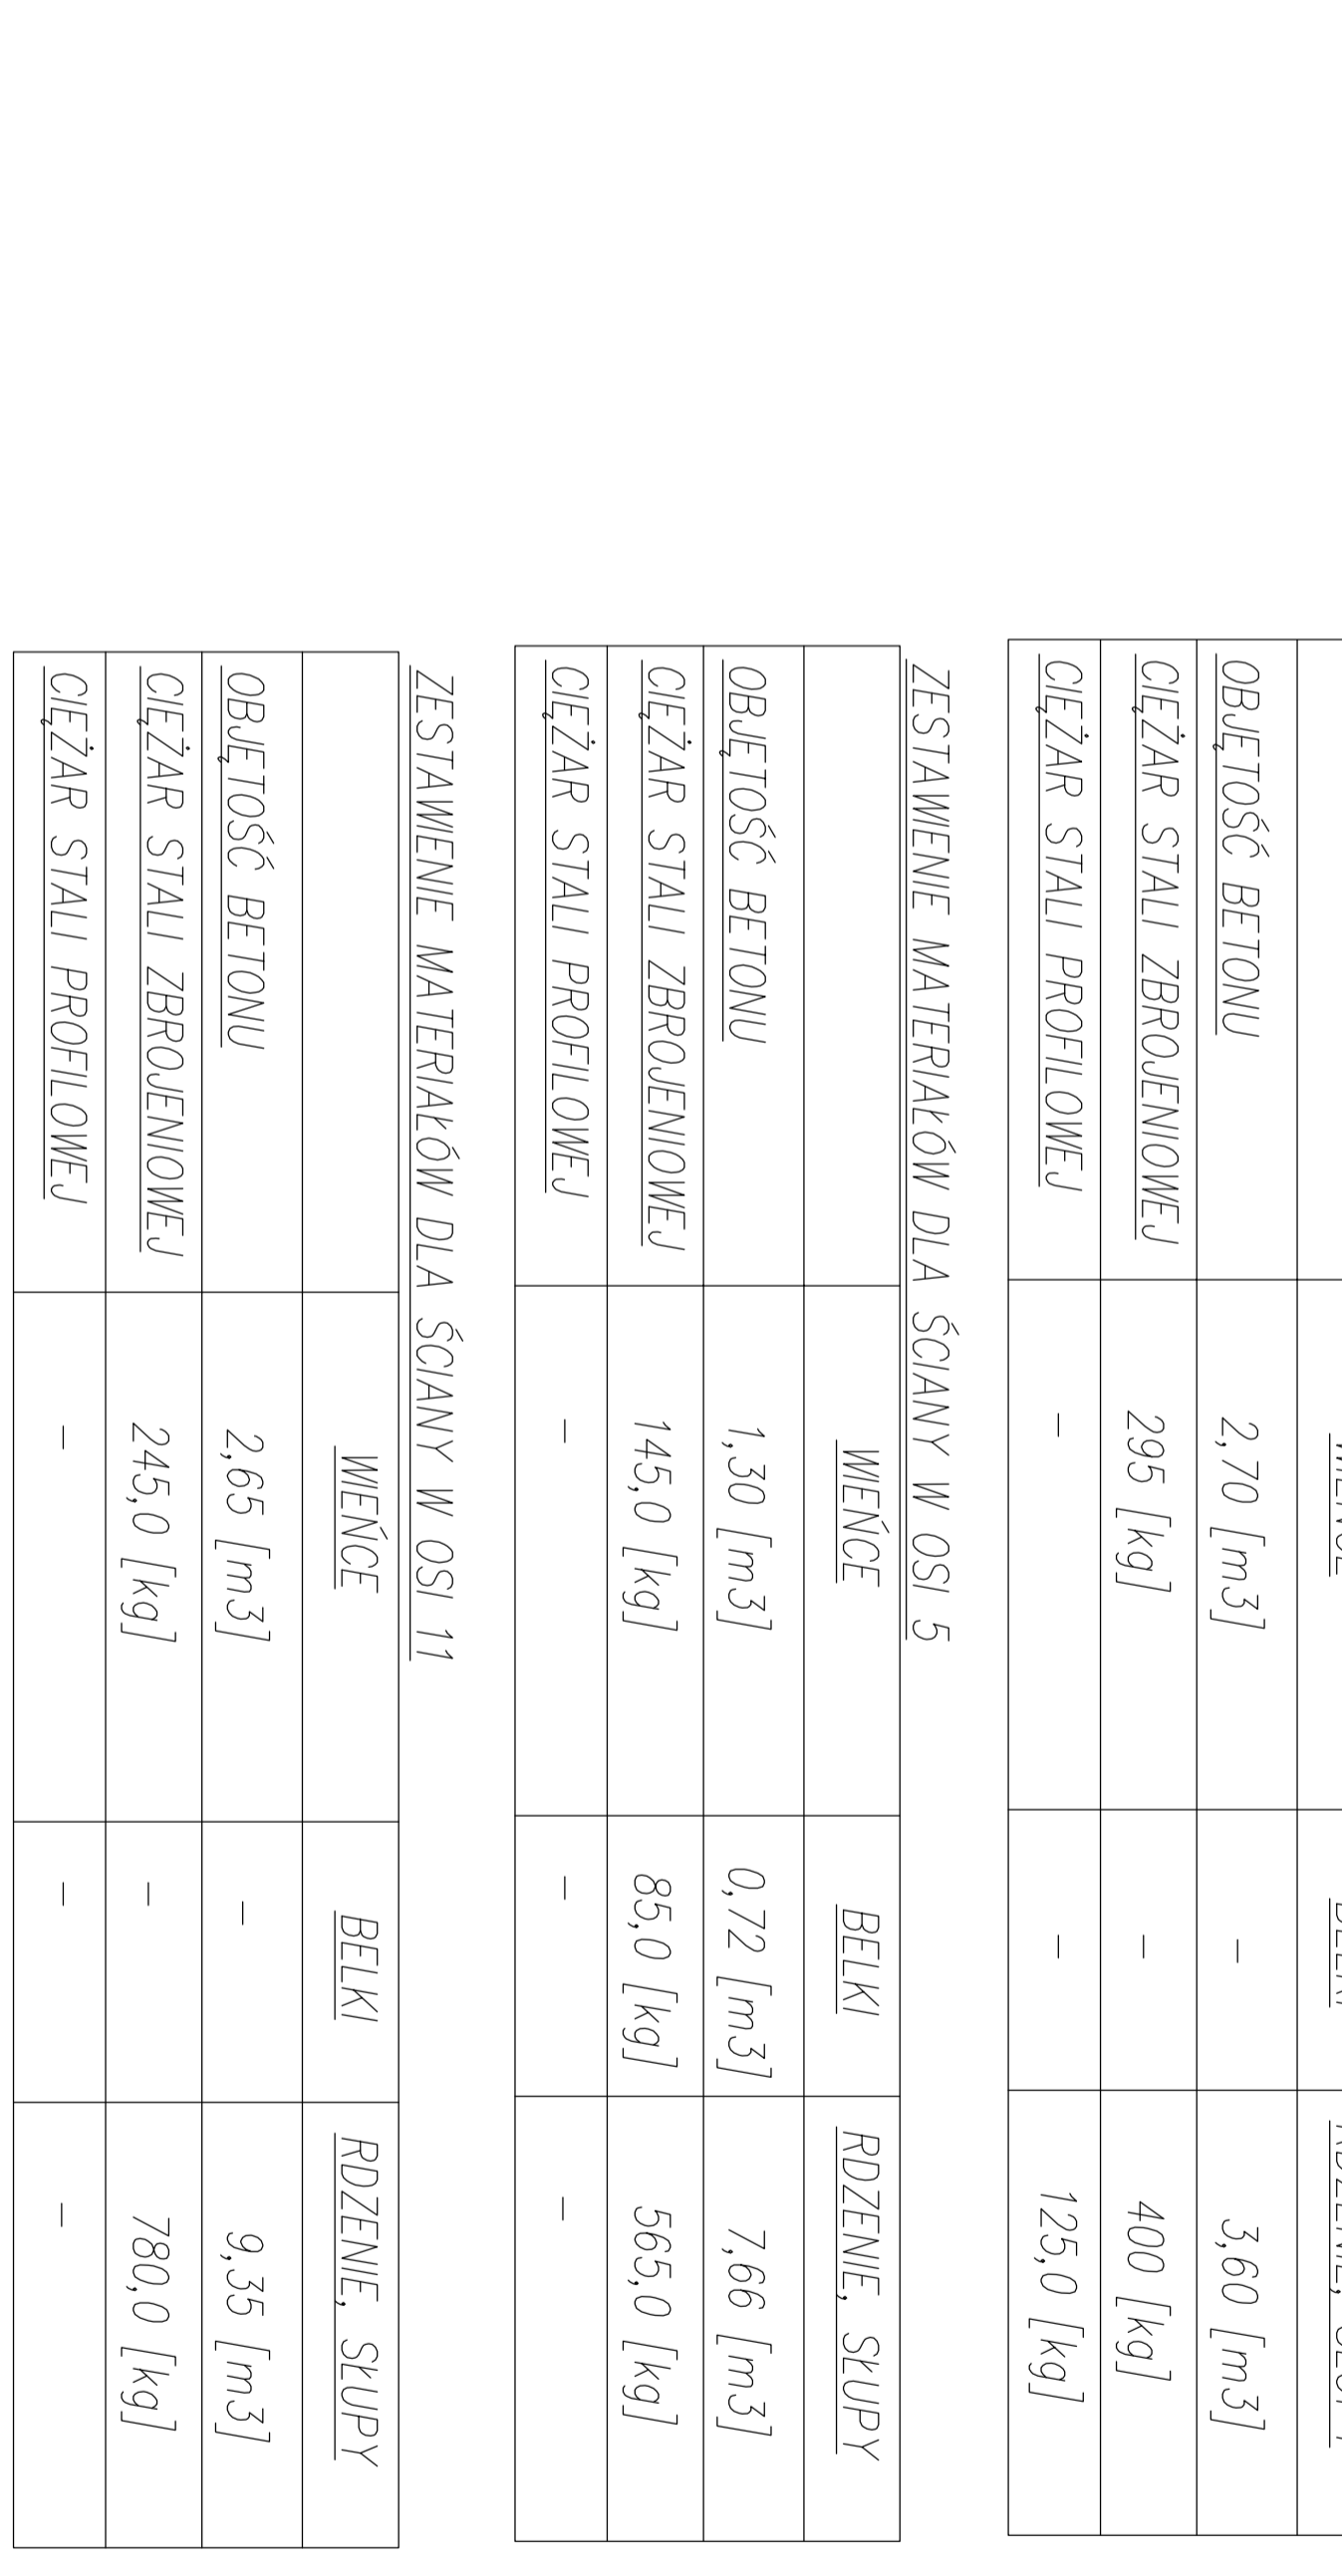 OBJĘTOŚĆ BETONU 2,70 [m3] - 3,60 [m3]
CIĘŻAR STALI ZBROJENIOWEJ 295 [kg] - 400 [kg]
CIĘŻAR STALI PROFILOWEJ - - 125,0 [kg]
ZESTAWIENIE MATERIAŁÓW DLA ŚCIANY W OSI 5
WIEŃCE BELKI RDZENIE, SŁUPY
OBJĘTOŚĆ BETONU 1,30 [m3] 0,72 [m3] 7,66 [m3]
CIĘŻAR STALI ZBROJENIOWEJ 145,0 [kg] 85,0 [kg] 565,0 [kg]
CIĘŻAR STALI PROFILOWEJ - - -
ZESTAWIENIE MATERIAŁÓW DLA ŚCIANY W OSI 11
WIEŃCE BELKI RDZENIE, SŁUPY
OBJĘTOŚĆ BETONU 2,65 [m3] - 9,35 [m3]
CIĘŻAR STALI ZBROJENIOWEJ 245,0 [kg] - 780,0 [kg]
CIĘŻAR STALI PROFILOWEJ - - -